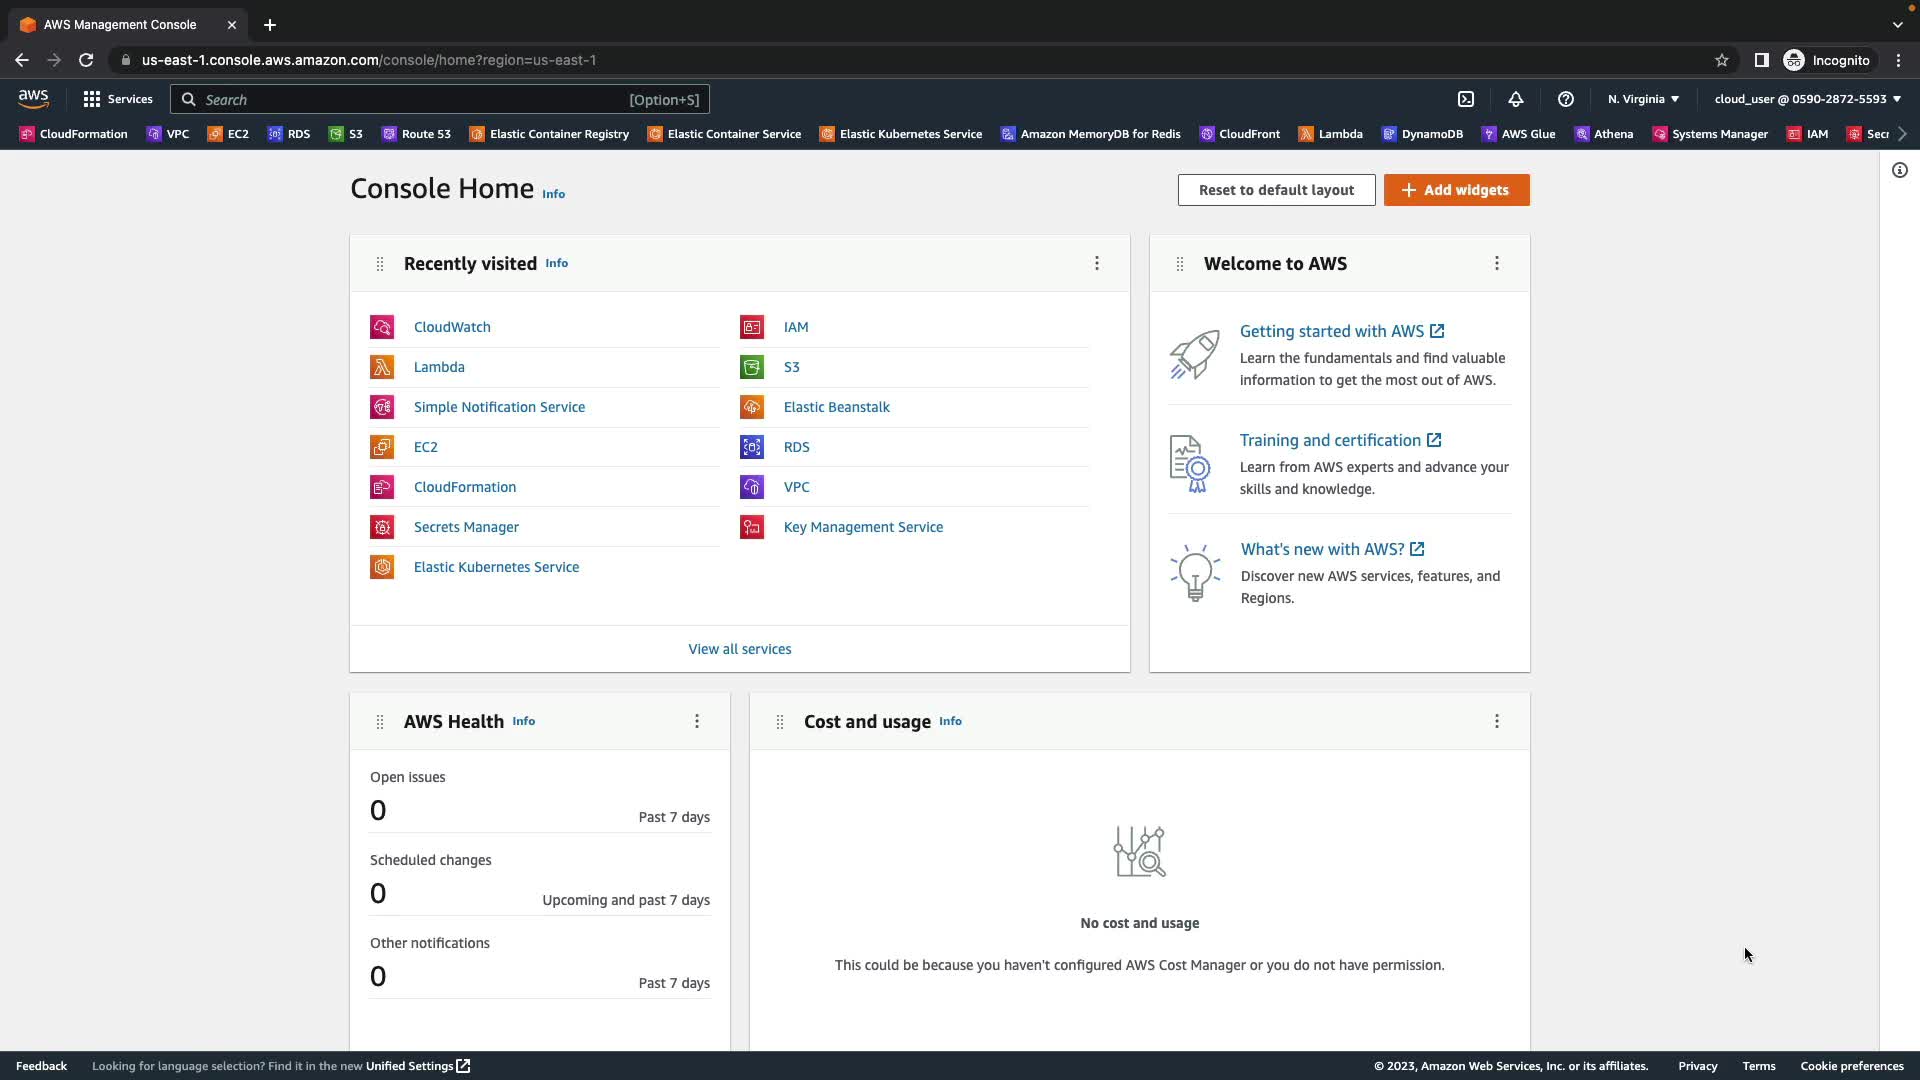 AWS Management Console
us-east-1.console.aws.amazon.com/console/home?region=us-east-1
Incognito
aws
Services
Search
[Option+S]
N. Virginia
cloud_user @ 0590-2872-5593
CloudFormation
VPC
EC2
RDS
S3
Route 53
Elastic Container Registry
Elastic Container Service
Elastic Kubernetes Service
Amazon MemoryDB for Redis
CloudFront
Lambda
DynamoDB
AWS Glue
Athena
Systems Manager
IAM
Secr
Console Home Info
Reset to default layout
Add widgets
Recently visited Info
CloudWatch
Lambda
Simple Notification Service
EC2
CloudFormation
Secrets Manager
Elastic Kubernetes Service
IAM
S3
Elastic Beanstalk
RDS
VPC
Key Management Service
View all services
Welcome to AWS
Getting started with AWS
Learn the fundamentals and find valuable
information to get the most out of AWS.
Training and certification
Learn from AWS experts and advance your
skills and knowledge.
What's new with AWS?
Discover new AWS services, features, and
Regions.
AWS Health Info
Open issues
0
Past 7 days
Scheduled changes
0
Upcoming and past 7 days
Other notifications
0
Past 7 days
Cost and usage Info
No cost and usage
This could be because you haven't configured AWS Cost Manager or you do not have permission.
Feedback
Looking for language selection? Find it in the new Unified Settings
© 2023, Amazon Web Services, Inc. or its affiliates.
Privacy
Terms
Cookie preferences